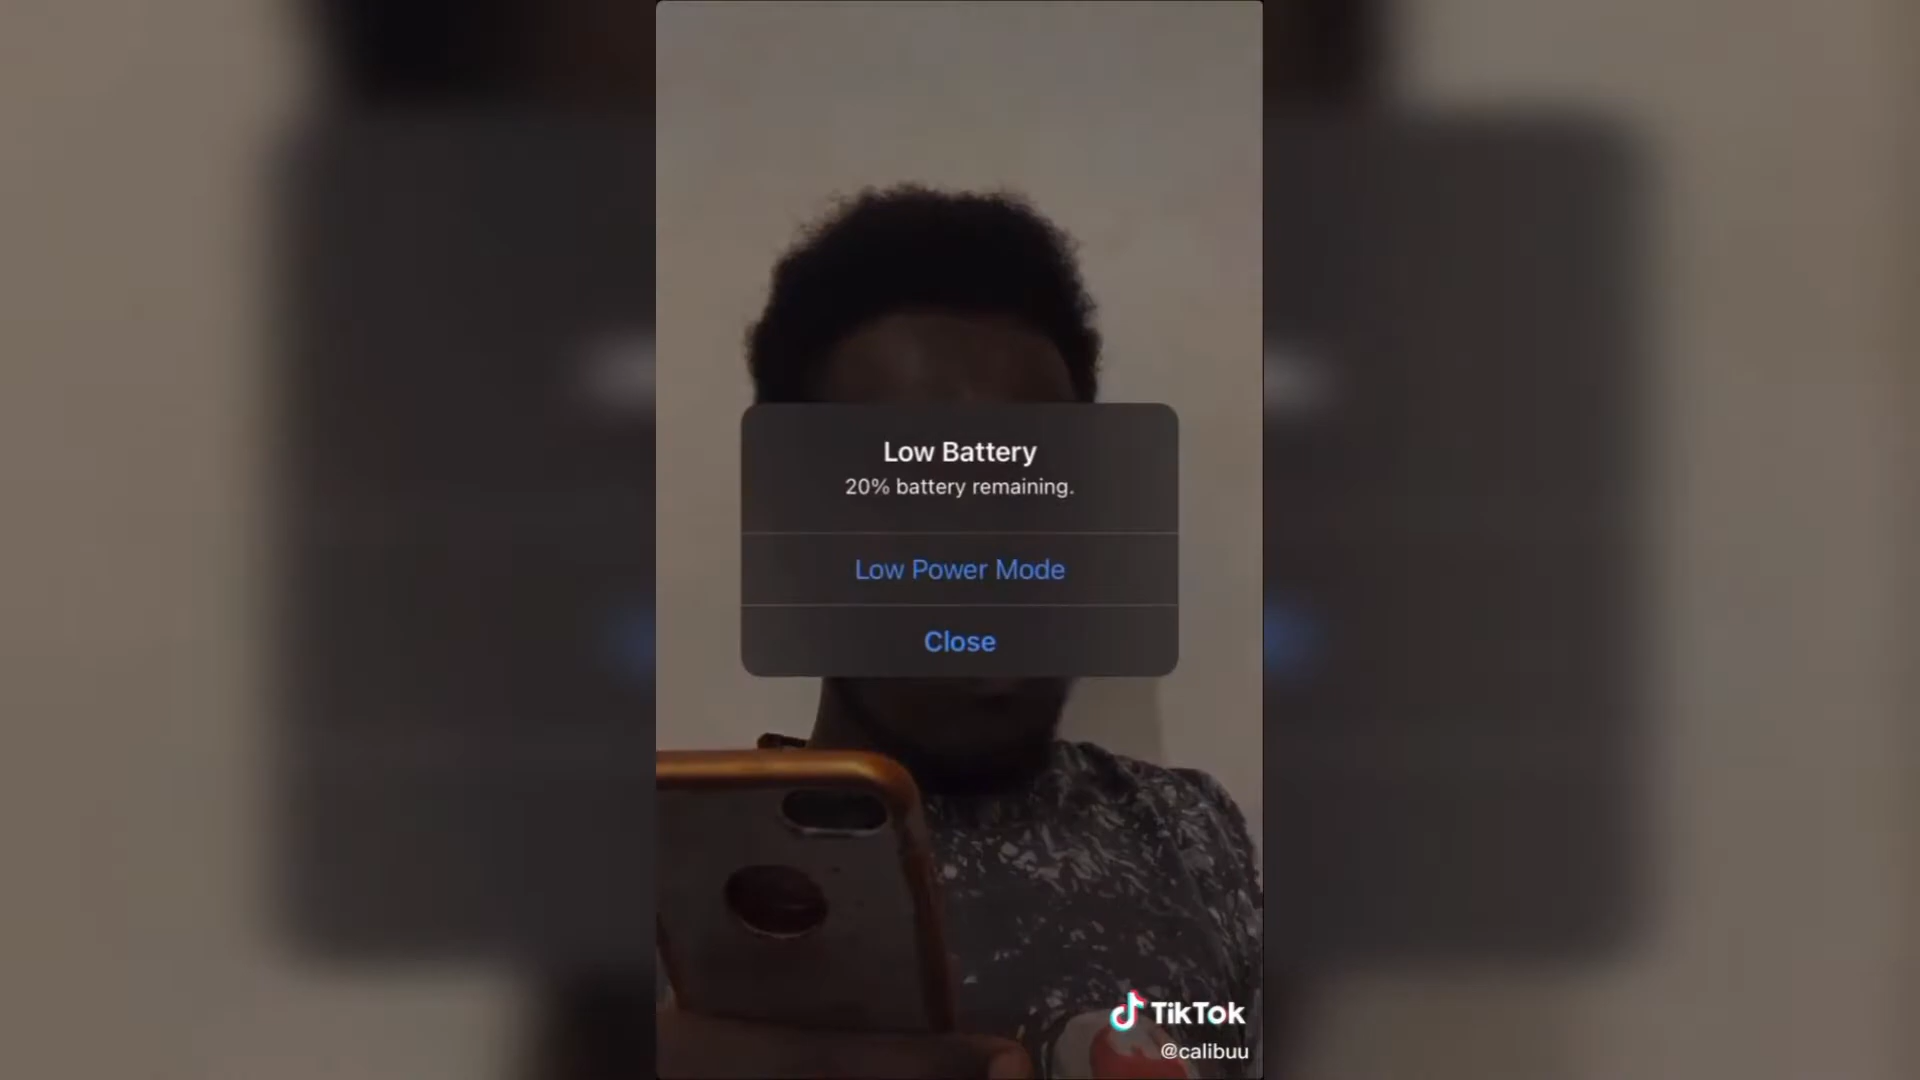 Low Battery
20% battery remaining.
Low Power Mode
Close
TikTok
@calibuu